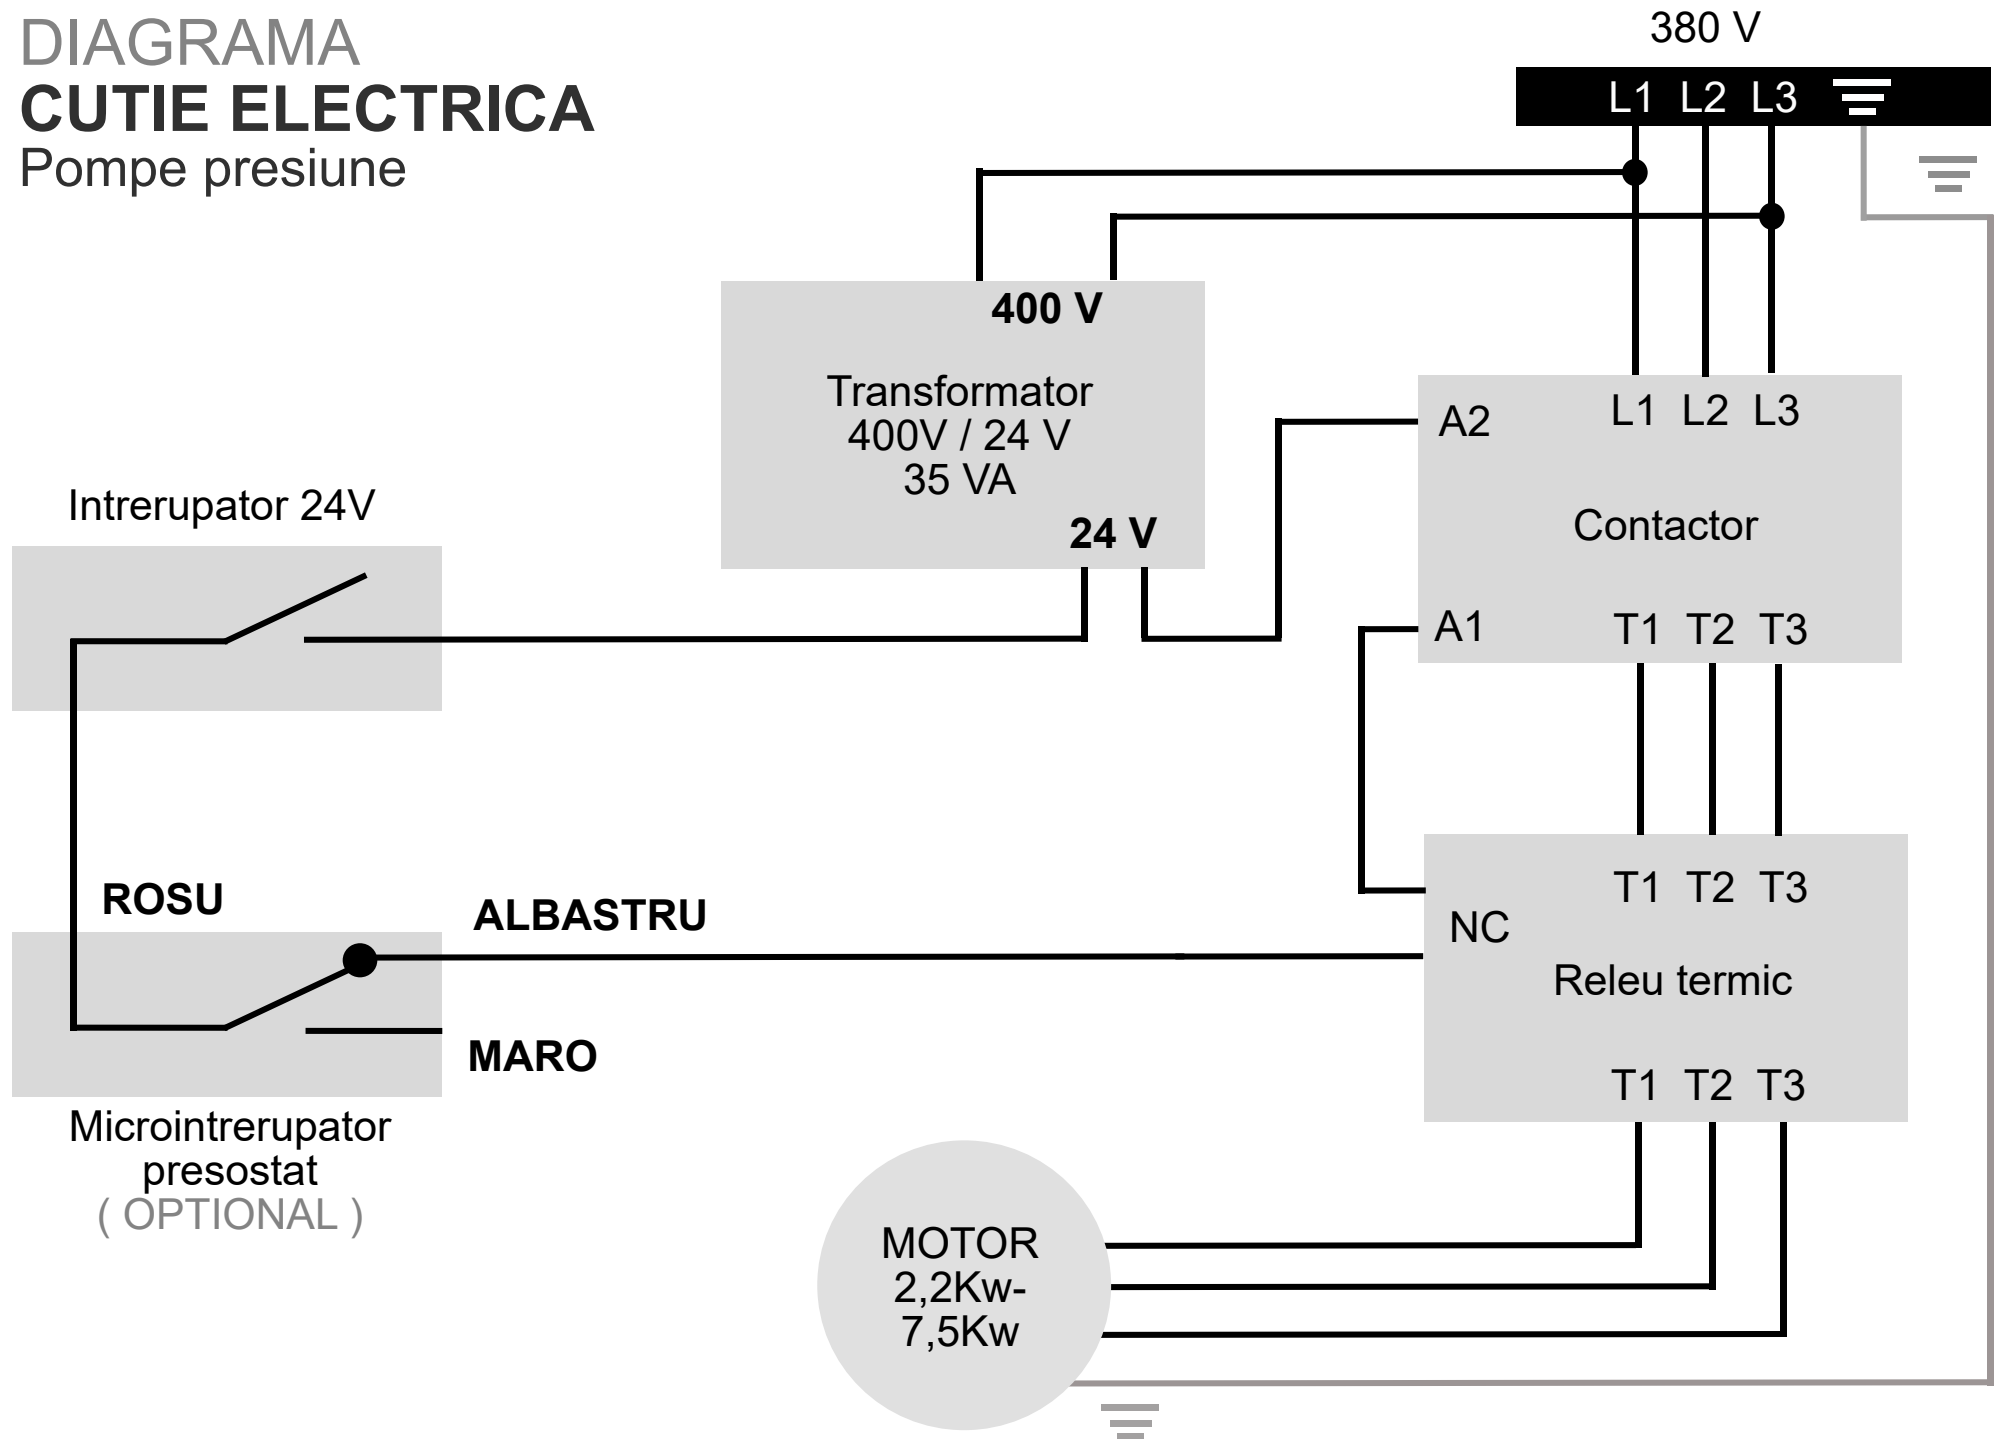 DIAGRAMA
CUTIE ELECTRICA
Pompe presiune
380 V
L1 L2 L3
400 V
Transformator
400V / 24 V
35 VA
24 V
A2
L1 L2 L3
Contactor
A1
T1 T2 T3
Intrerupator 24V
ROSU
ALBASTRU
MARO
Microintrerupator
presostat
( OPTIONAL )
T1 T2 T3
NC
Releu termic
T1 T2 T3
MOTOR
2,2Kw-
7,5Kw